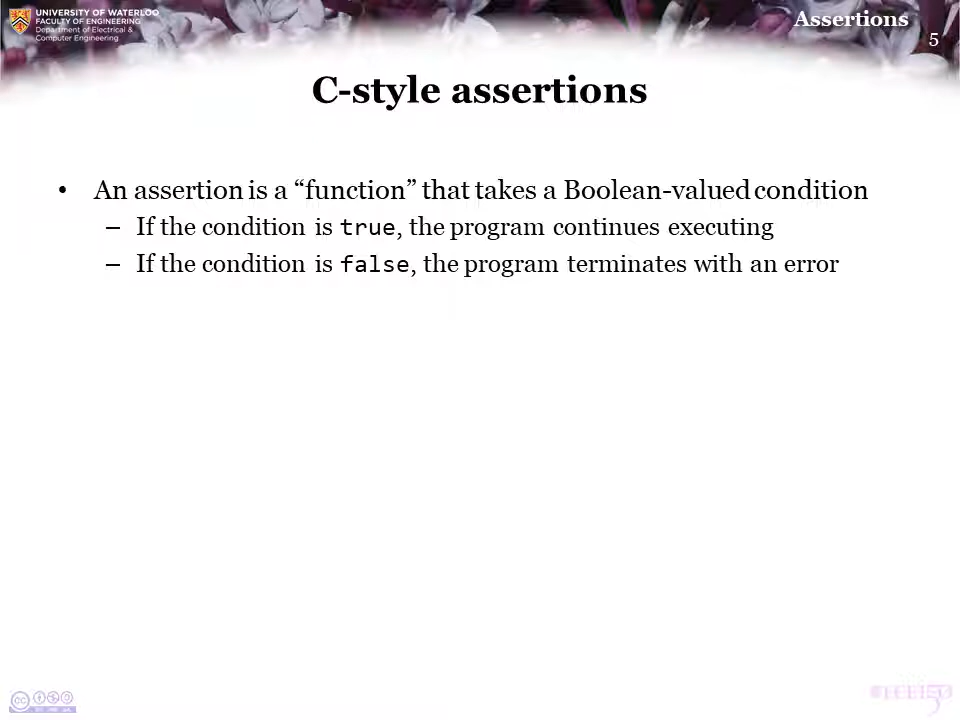 UNIVERSITY OF WATERLOO
FACULTY OF ENGINEERING
Department of Electrical &
Computer Engineering
Assertions
5
C-style assertions
• An assertion is a “function” that takes a Boolean-valued condition
– If the condition is true, the program continues executing
– If the condition is false, the program terminates with an error
cc